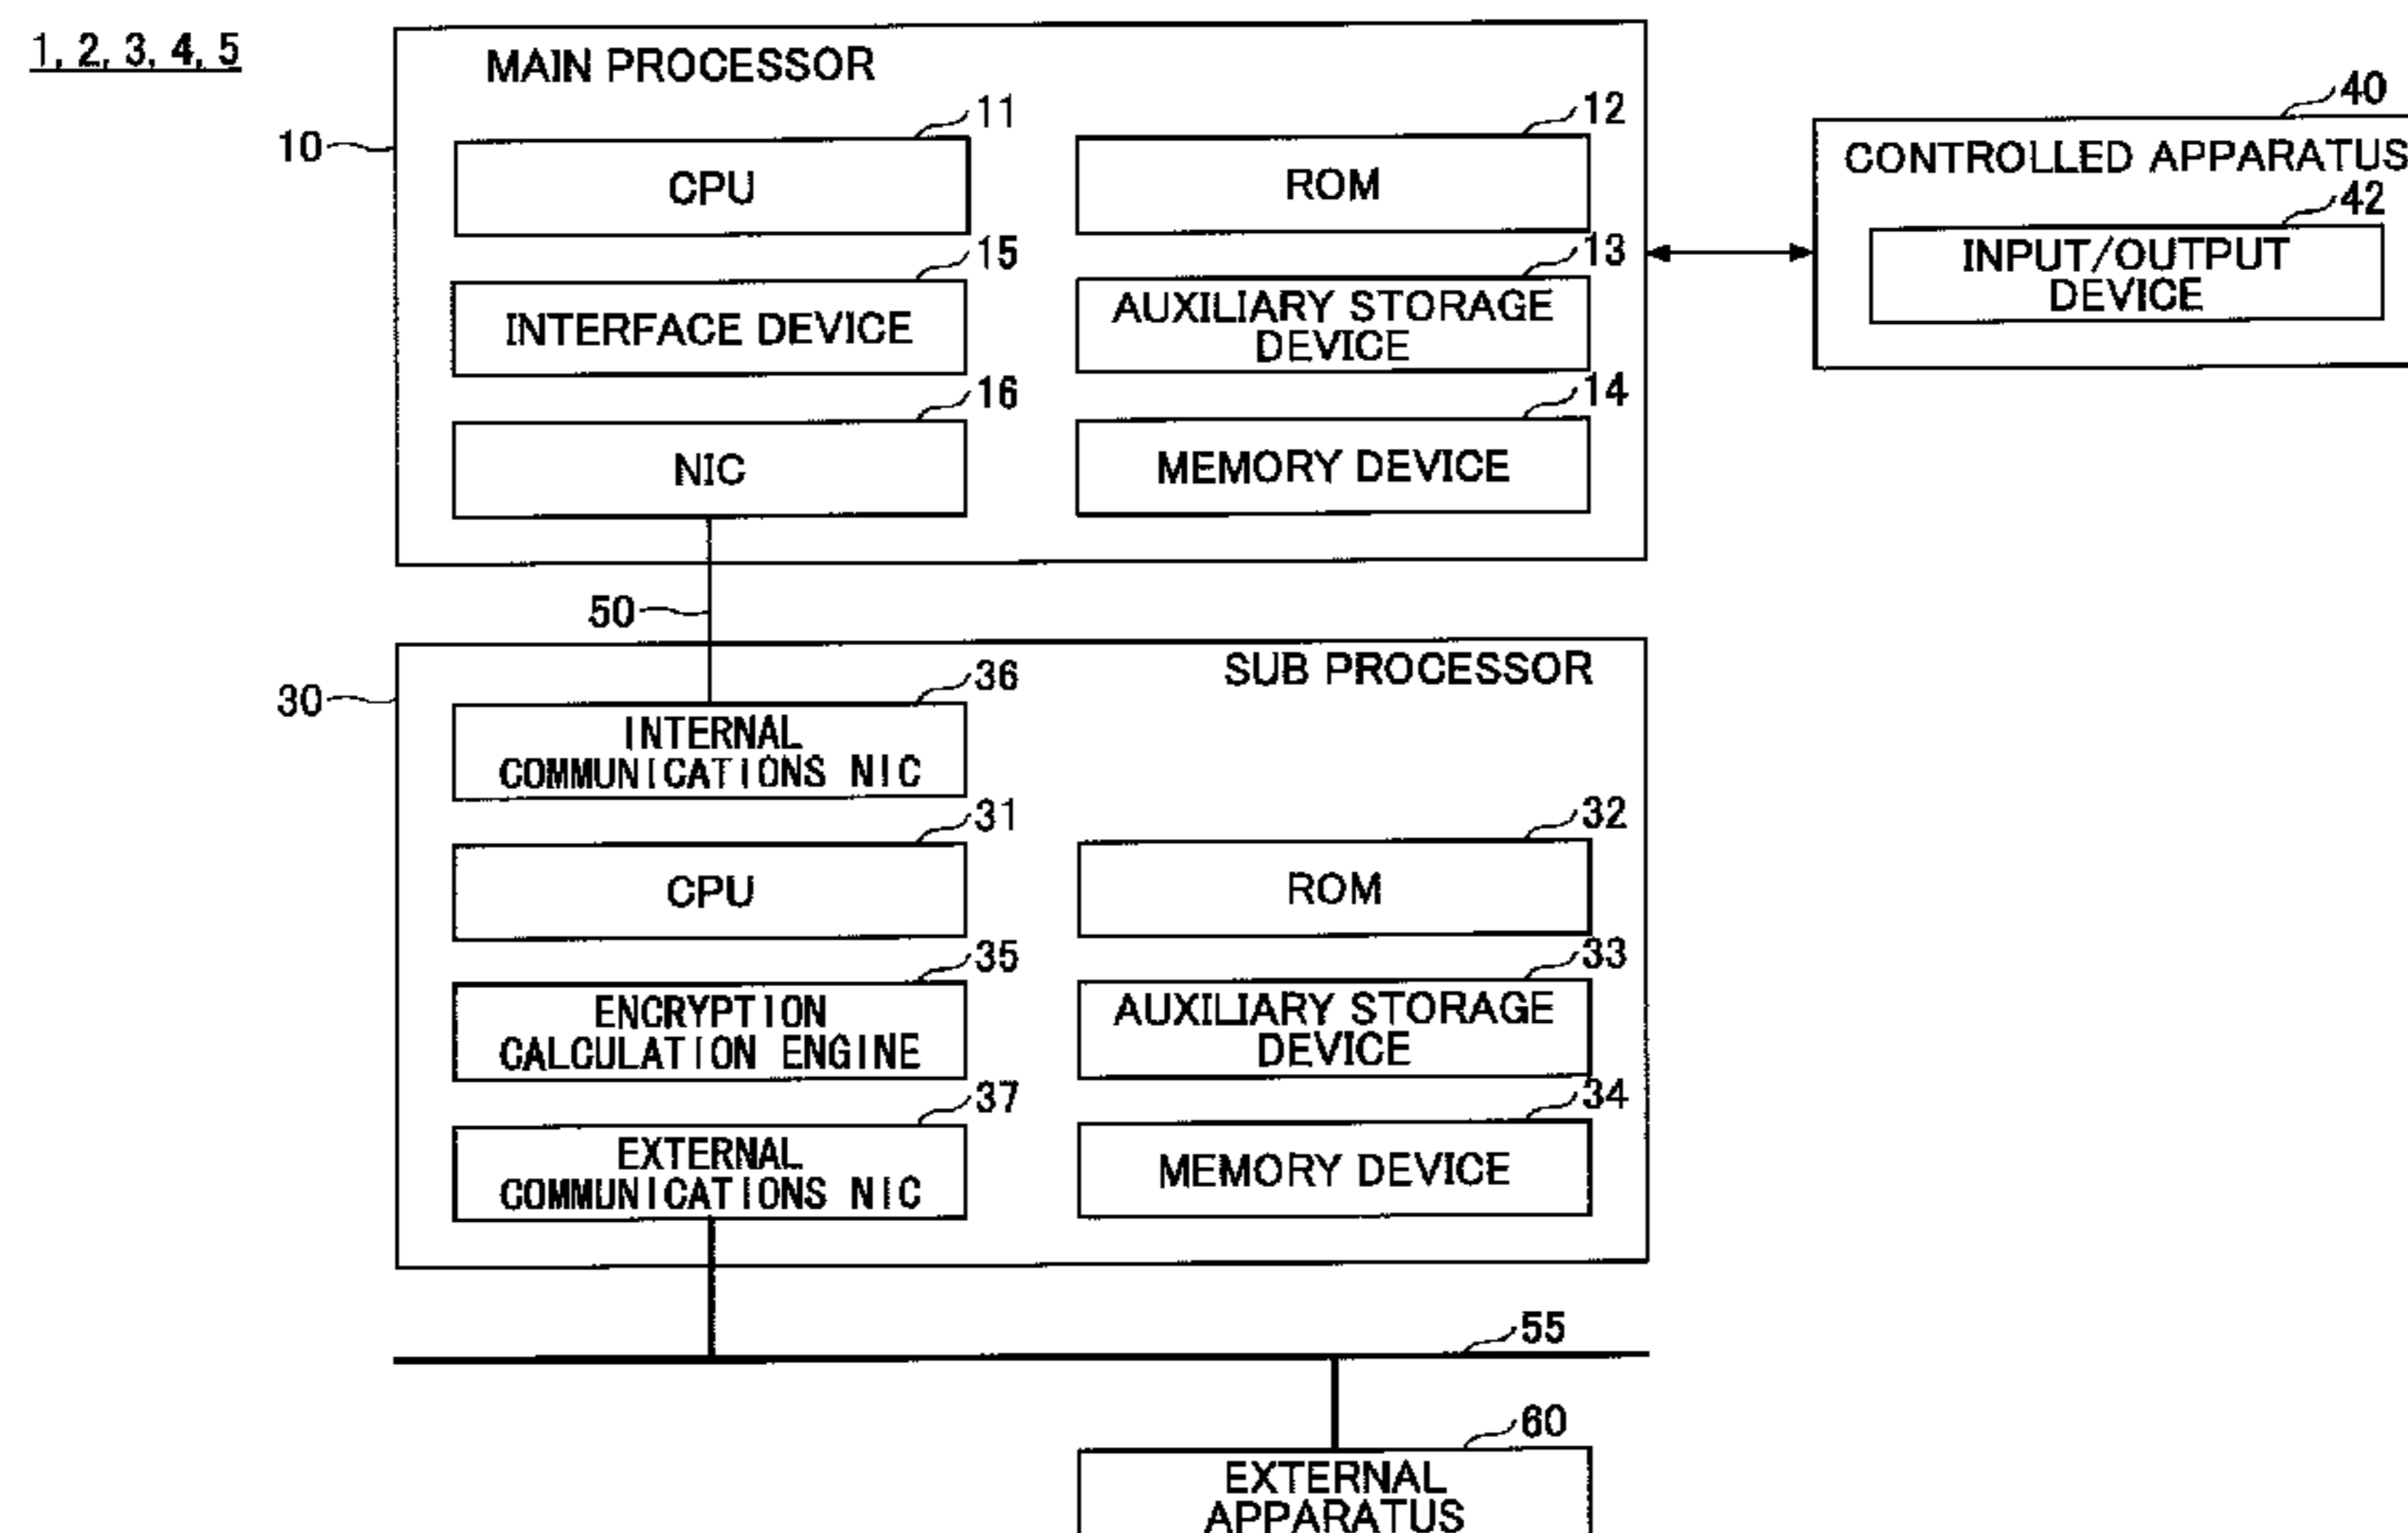 1, 2, 3, 4, 5
MAIN PROCESSOR
10
11
CPU
12
ROM
15
INTERFACE DEVICE
13
AUXILIARY STORAGE
DEVICE
16
NIC
14
MEMORY DEVICE
40
CONTROLLED APPARATUS
42
INPUT/OUTPUT
DEVICE
50
30
SUB PROCESSOR
36
INTERNAL
COMMUNICATIONS NIC
31
CPU
32
ROM
35
ENCRYPTION
CALCULATION ENGINE
33
AUXILIARY STORAGE
DEVICE
37
EXTERNAL
COMMUNICATIONS NIC
34
MEMORY DEVICE
55
60
EXTERNAL
APPARATUS